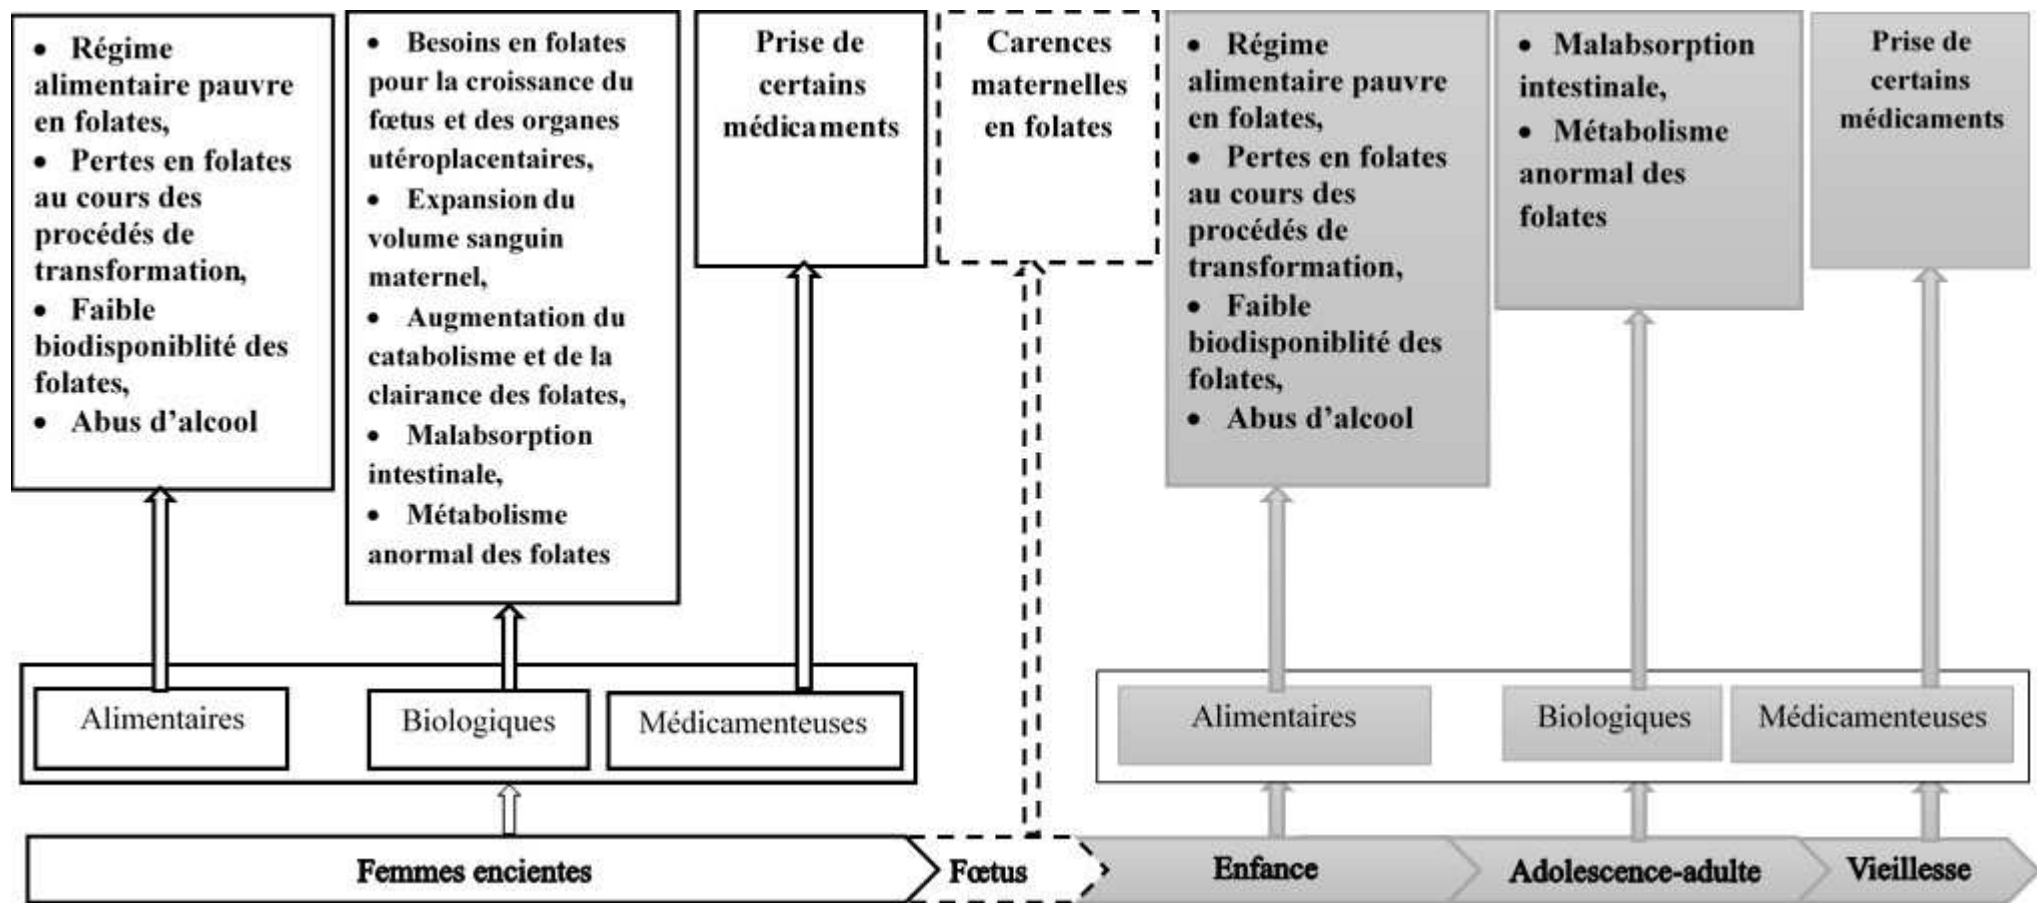 • Régime
alimentaire pauvre
en folates,
• Pertes en folates
au cours des
procédés de
transformation,
• Faible
biodisponiblité des
folates,
• Abus d’alcool
• Besoins en folates
pour la croissance du
fœtus et des organes
utéroplacentaires,
• Expansion du
volume sanguin
maternel,
• Augmentation du
catabolisme et de la
clairance des folates,
• Malabsorption
intestinale,
• Métabolisme
anormal des folates
Prise de
certains
médicaments
Carences
maternelles
en folates
• Régime
alimentaire pauvre
en folates,
• Pertes en folates
au cours des
procédés de
transformation,
• Faible
biodisponiblité des
folates,
• Abus d’alcool
• Malabsorption
intestinale,
• Métabolisme
anormal des
folates
Prise de
certains
médicaments
Alimentaires
Biologiques
Médicamenteuses
Alimentaires
Biologiques
Médicamenteuses
Femmes encientes
Fœtus
Enfance
Adolescence-adulte
Vieillesse